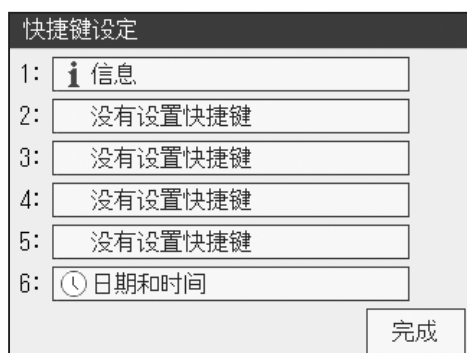 快捷键设定
1: 信息
2: 没有设置快捷键
3: 没有设置快捷键
4: 没有设置快捷键
5: 没有设置快捷键
6: 日期和时间
完成